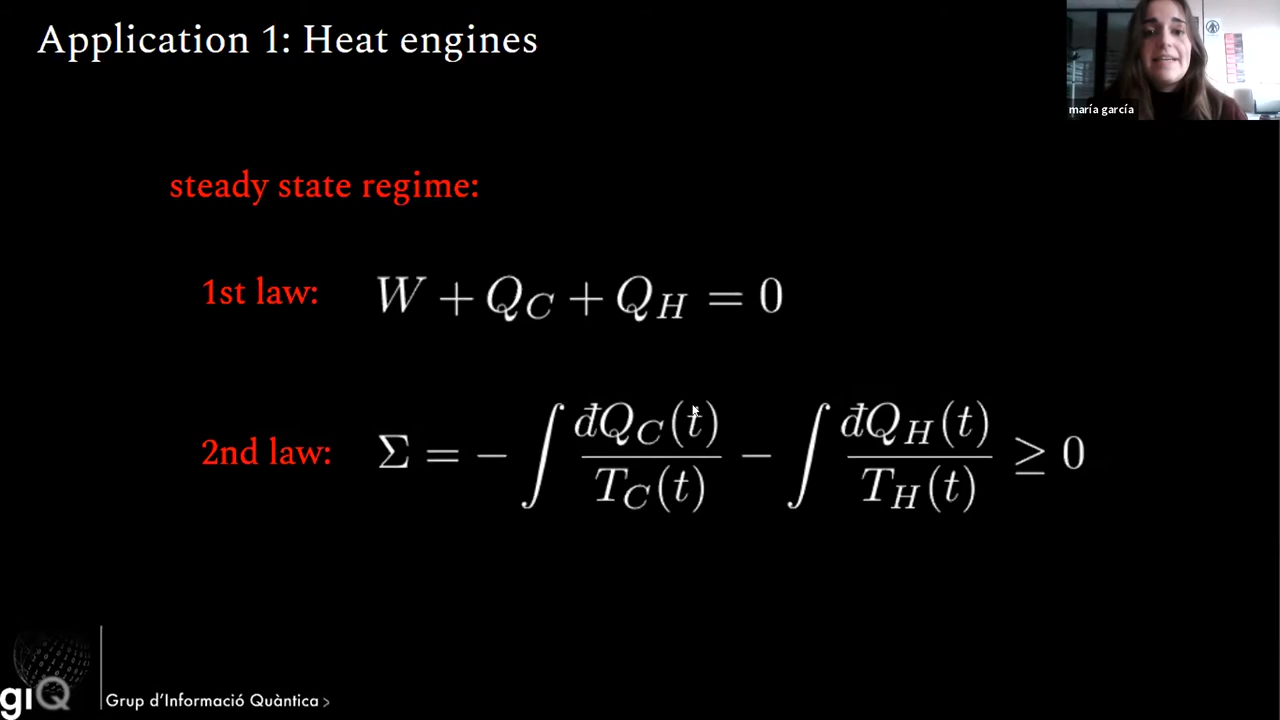 Application 1: Heat engines
maría garcía
steady state regime:
1st law: W + Q_C + Q_H = 0
2nd law: Σ = − ∫ đQ_C(t)/T_C(t) − ∫ đQ_H(t)/T_H(t) ≥ 0
giQ
Grup d'Informació Quàntica >